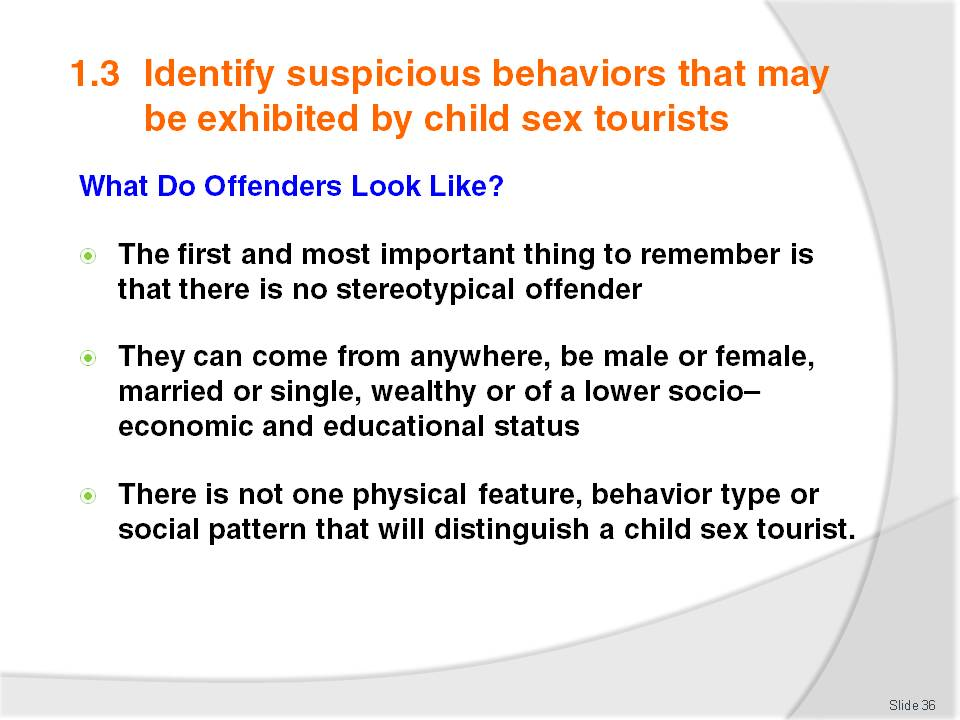 1.3 Identify suspicious behaviors that may
be exhibited by child sex tourists
What Do Offenders Look Like?
The first and most important thing to remember is
that there is no stereotypical offender
They can come from anywhere, be male or female,
married or single, wealthy or of a lower socio–
economic and educational status
There is not one physical feature, behavior type or
social pattern that will distinguish a child sex tourist.
Slide 36